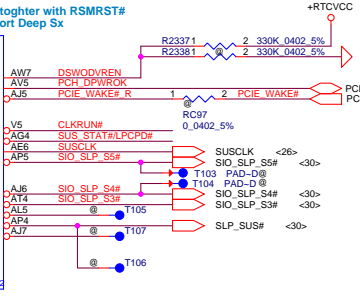 toghter with RSMRST#
ort Deep Sx
+RTCVCC
R2337 1 2 330K_0402_5%
R2338 1 @ 2 330K_0402_5%
AW7 DSWODVREN
AV5 PCH_DPWROK
AJ5 PCIE_WAKE#_R 1 @ 2 PCIE_WAKE#
PCI
PC
RC97
0_0402_5%
V5 CLKRUN#
AG4 SUS_STAT#/LPCPD#
AE6 SUSCLK SUSCLK <26>
AP5 SIO_SLP_S5# SIO_SLP_S5# <30>
T103 PAD~D@
T104 PAD~D@
AJ6 SIO_SLP_S4# SIO_SLP_S4# <30>
AT4 SIO_SLP_S3# SIO_SLP_S3# <30>
AL5 @ T105
AP4 SLP_SUS# <30>
AJ7 @ T107
@ T106